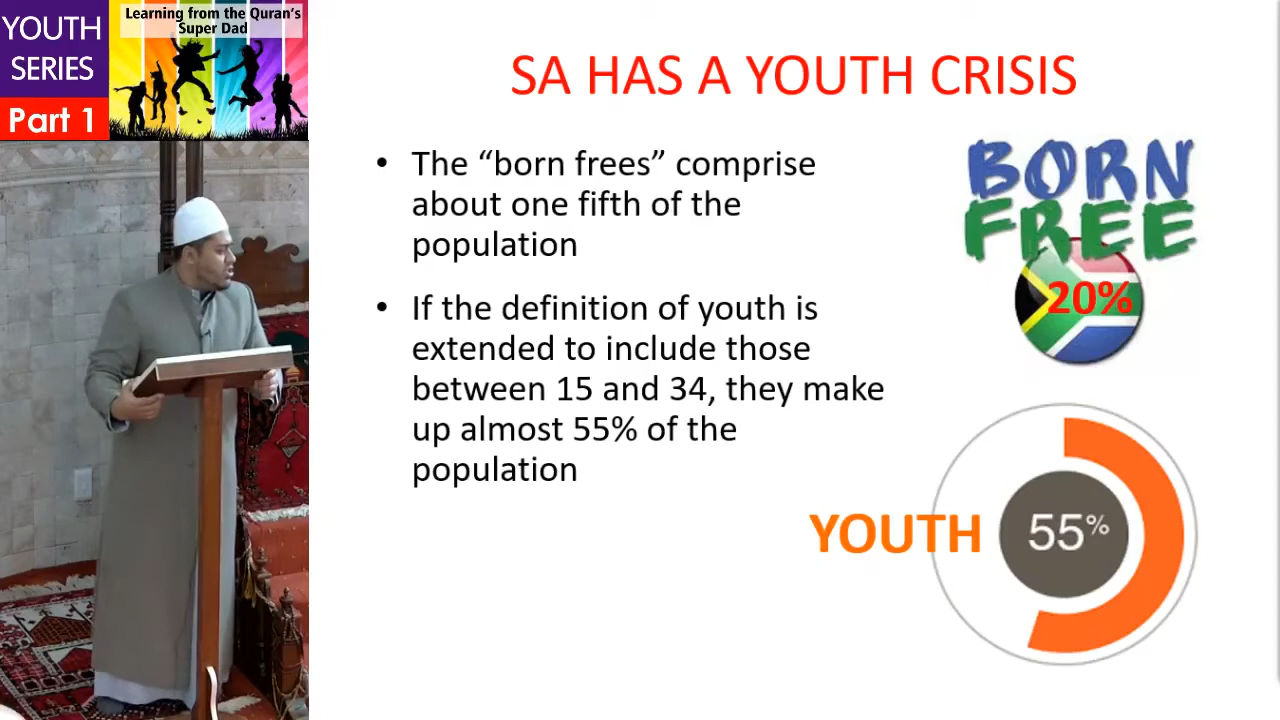 YOUTH
SERIES
Part 1
Learning from the Quran's
Super Dad
SA HAS A YOUTH CRISIS
• The “born frees” comprise
about one fifth of the
population
• If the definition of youth is
extended to include those
between 15 and 34, they make
up almost 55% of the
population
BORN
FREE
20%
YOUTH
55%